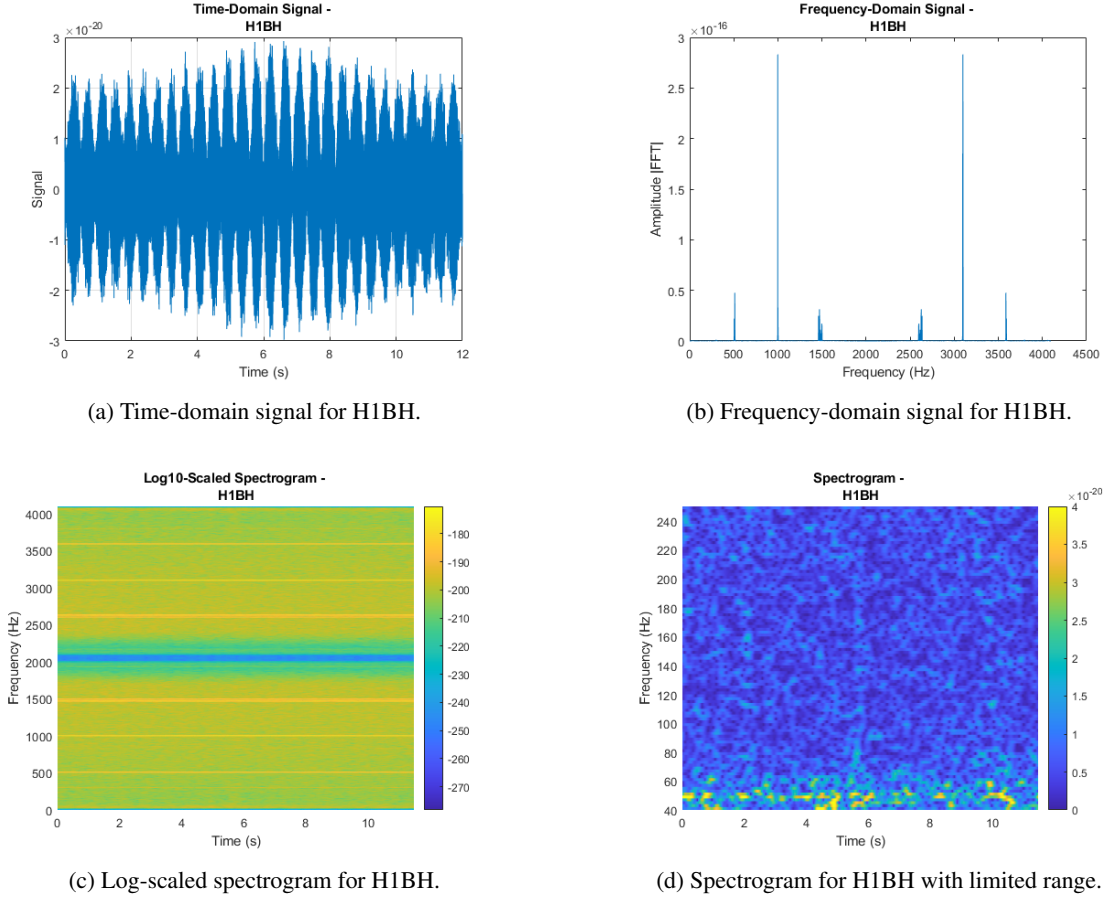 Time-Domain Signal -
H1BH
×10⁻²⁰
3
2
1
0
-1
-2
-3
Signal
0 2 4 6 8 10 12
Time (s)
(a) Time-domain signal for H1BH.
Frequency-Domain Signal -
H1BH
×10⁻¹⁶
3
2.5
2
1.5
1
0.5
0
Amplitude |FFT|
0 500 1000 1500 2000 2500 3000 3500 4000 4500
Frequency (Hz)
(b) Frequency-domain signal for H1BH.
Log10-Scaled Spectrogram -
H1BH
4000
3500
3000
2500
2000
1500
1000
500
0
Frequency (Hz)
0 2 4 6 8 10
Time (s)
-180
-190
-200
-210
-220
-230
-240
-250
-260
-270
(c) Log-scaled spectrogram for H1BH.
Spectrogram -
H1BH
240
220
200
180
160
140
120
100
80
60
40
Frequency (Hz)
0 2 4 6 8 10
Time (s)
×10⁻²⁰
4
3.5
3
2.5
2
1.5
1
0.5
0
(d) Spectrogram for H1BH with limited range.